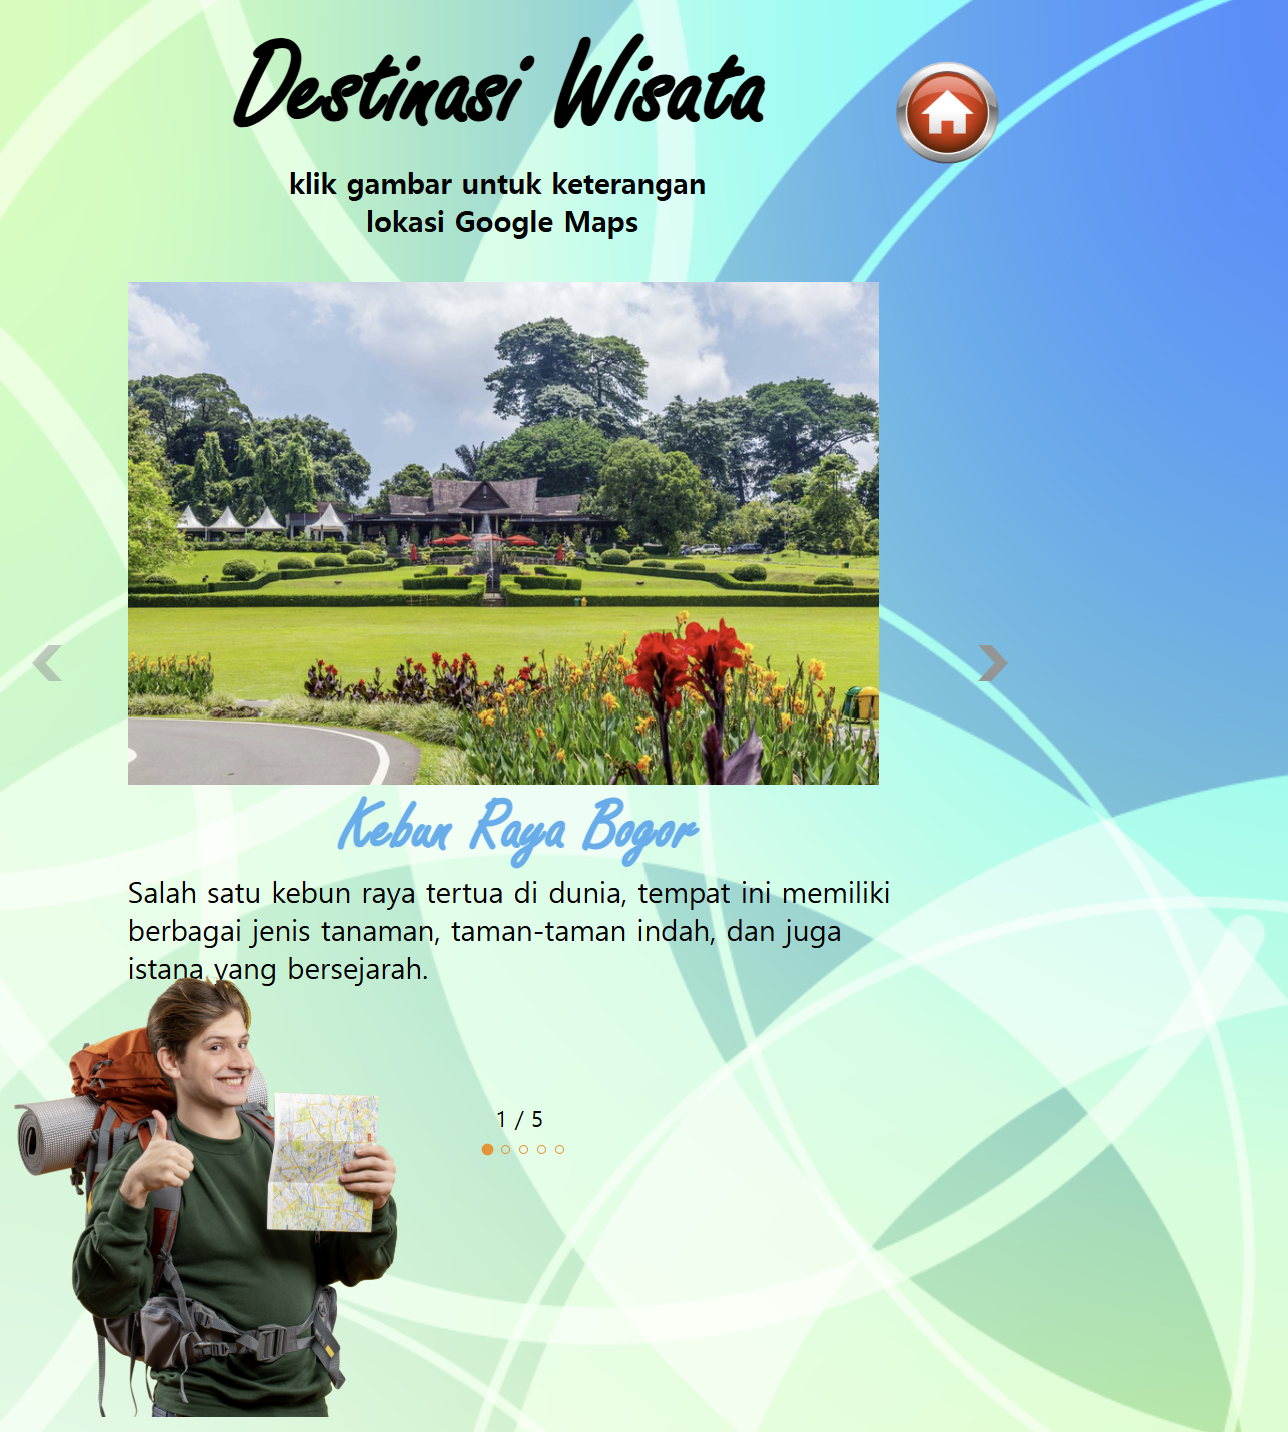 Destinasi Wisata
klik gambar untuk keterangan
lokasi Google Maps
Kebun Raya Bogor
Salah satu kebun raya tertua di dunia, tempat ini memiliki
berbagai jenis tanaman, taman-taman indah, dan juga
istana yang bersejarah.
1 / 5